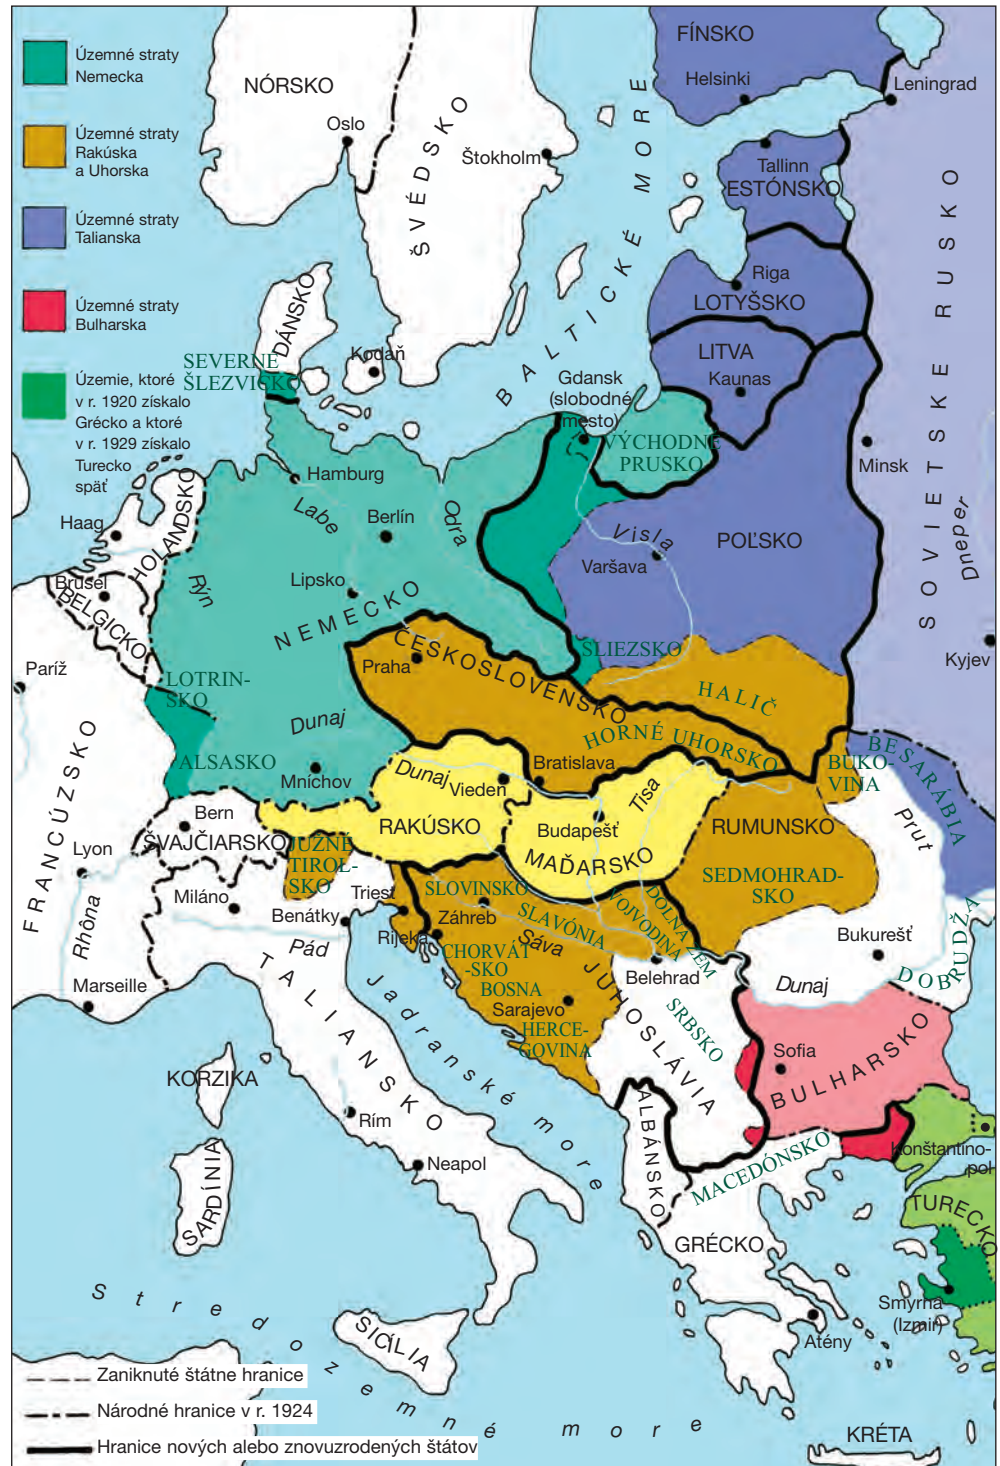 Územné straty
Nemecka
Územné straty
Rakúska
a Uhorska
Územné straty
Talianska
Územné straty
Bulharska
Územie, ktoré
v r. 1920 získalo
Grécko a ktoré
v r. 1929 získalo
Turecko
späť
NÓRSKO
Oslo
ŠVÉDSKO
Štokholm
FÍNSKO
Helsinki
Leningrad
Tallinn
ESTÓNSKO
Riga
LOTYŠSKO
LITVA
Kaunas
BALTICKÉ MORE
SOVIETSKE RUSKO
Minsk
Dneper
Kyjev
DÁNSKO
Kodaň
SEVERNÉ
ŠLEZVICKO
Gdansk
(slobodné
mesto)
VÝCHODNÉ
PRUSKO
Hamburg
Labe
Berlín
Odra
Visla
Varšava
POĽSKO
Haag
HOLANDSKO
Brusel
BELGICKO
Rýn
Lipsko
NEMECKO
SLIEZSKO
Paríž
LOTRIN-
SKO
ALSASKO
Dunaj
Mníchov
Praha
ČESKOSLOVENSKO
HALIČ
HORNÉ UHORSKO
Bratislava
BUKO-
VINA
BESARÁBIA
Prut
FRANCÚZSKO
Bern
ŠVAJČIARSKO
Lyon
Rhôna
Marseille
Dunaj
Viedeň
RAKÚSKO
Budapešť
Tisa
MAĎARSKO
RUMUNSKO
SEDMOHRAD-
SKO
JUŽNÉ
TIROL-
SKO
Miláno
Benátky
Triest
Pád
Rijeka
SLOVINSKO
Záhreb
SLAVÓNIA
VOJVODINA
DOLNÁ ZEM
Sáva
CHORVÁT
-SKO
BOSNA
Sarajevo
HERCE-
GOVINA
JUHOSLÁVIA
Belehrad
SRBSKO
Bukurešť
DOBRUDŽA
Dunaj
Sofia
BULHARSKO
TALIANSKO
Jadranské more
KORZIKA
Rím
Neapol
SARDÍNIA
ALBÁNSKO
MACEDÓNSKO
Konštantíno-
pol
TURECKO
GRÉCKO
Smyrna
(Izmir)
Atény
SICÍLIA
Stredozemné more
KRÉTA
Zaniknuté štátne hranice
Národné hranice v r. 1924
Hranice nových alebo znovuzrodených štátov